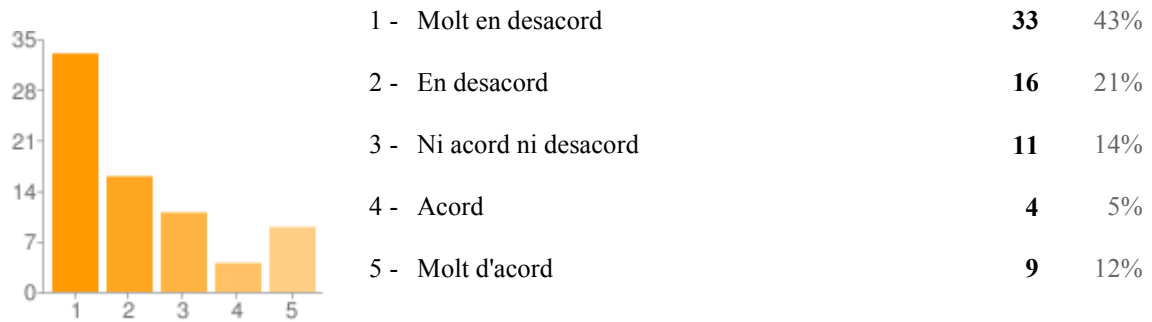 35
28
21
14
7
0
1 2 3 4 5
1 - Molt en desacord 33 43%
2 - En desacord 16 21%
3 - Ni acord ni desacord 11 14%
4 - Acord 4 5%
5 - Molt d'acord 9 12%